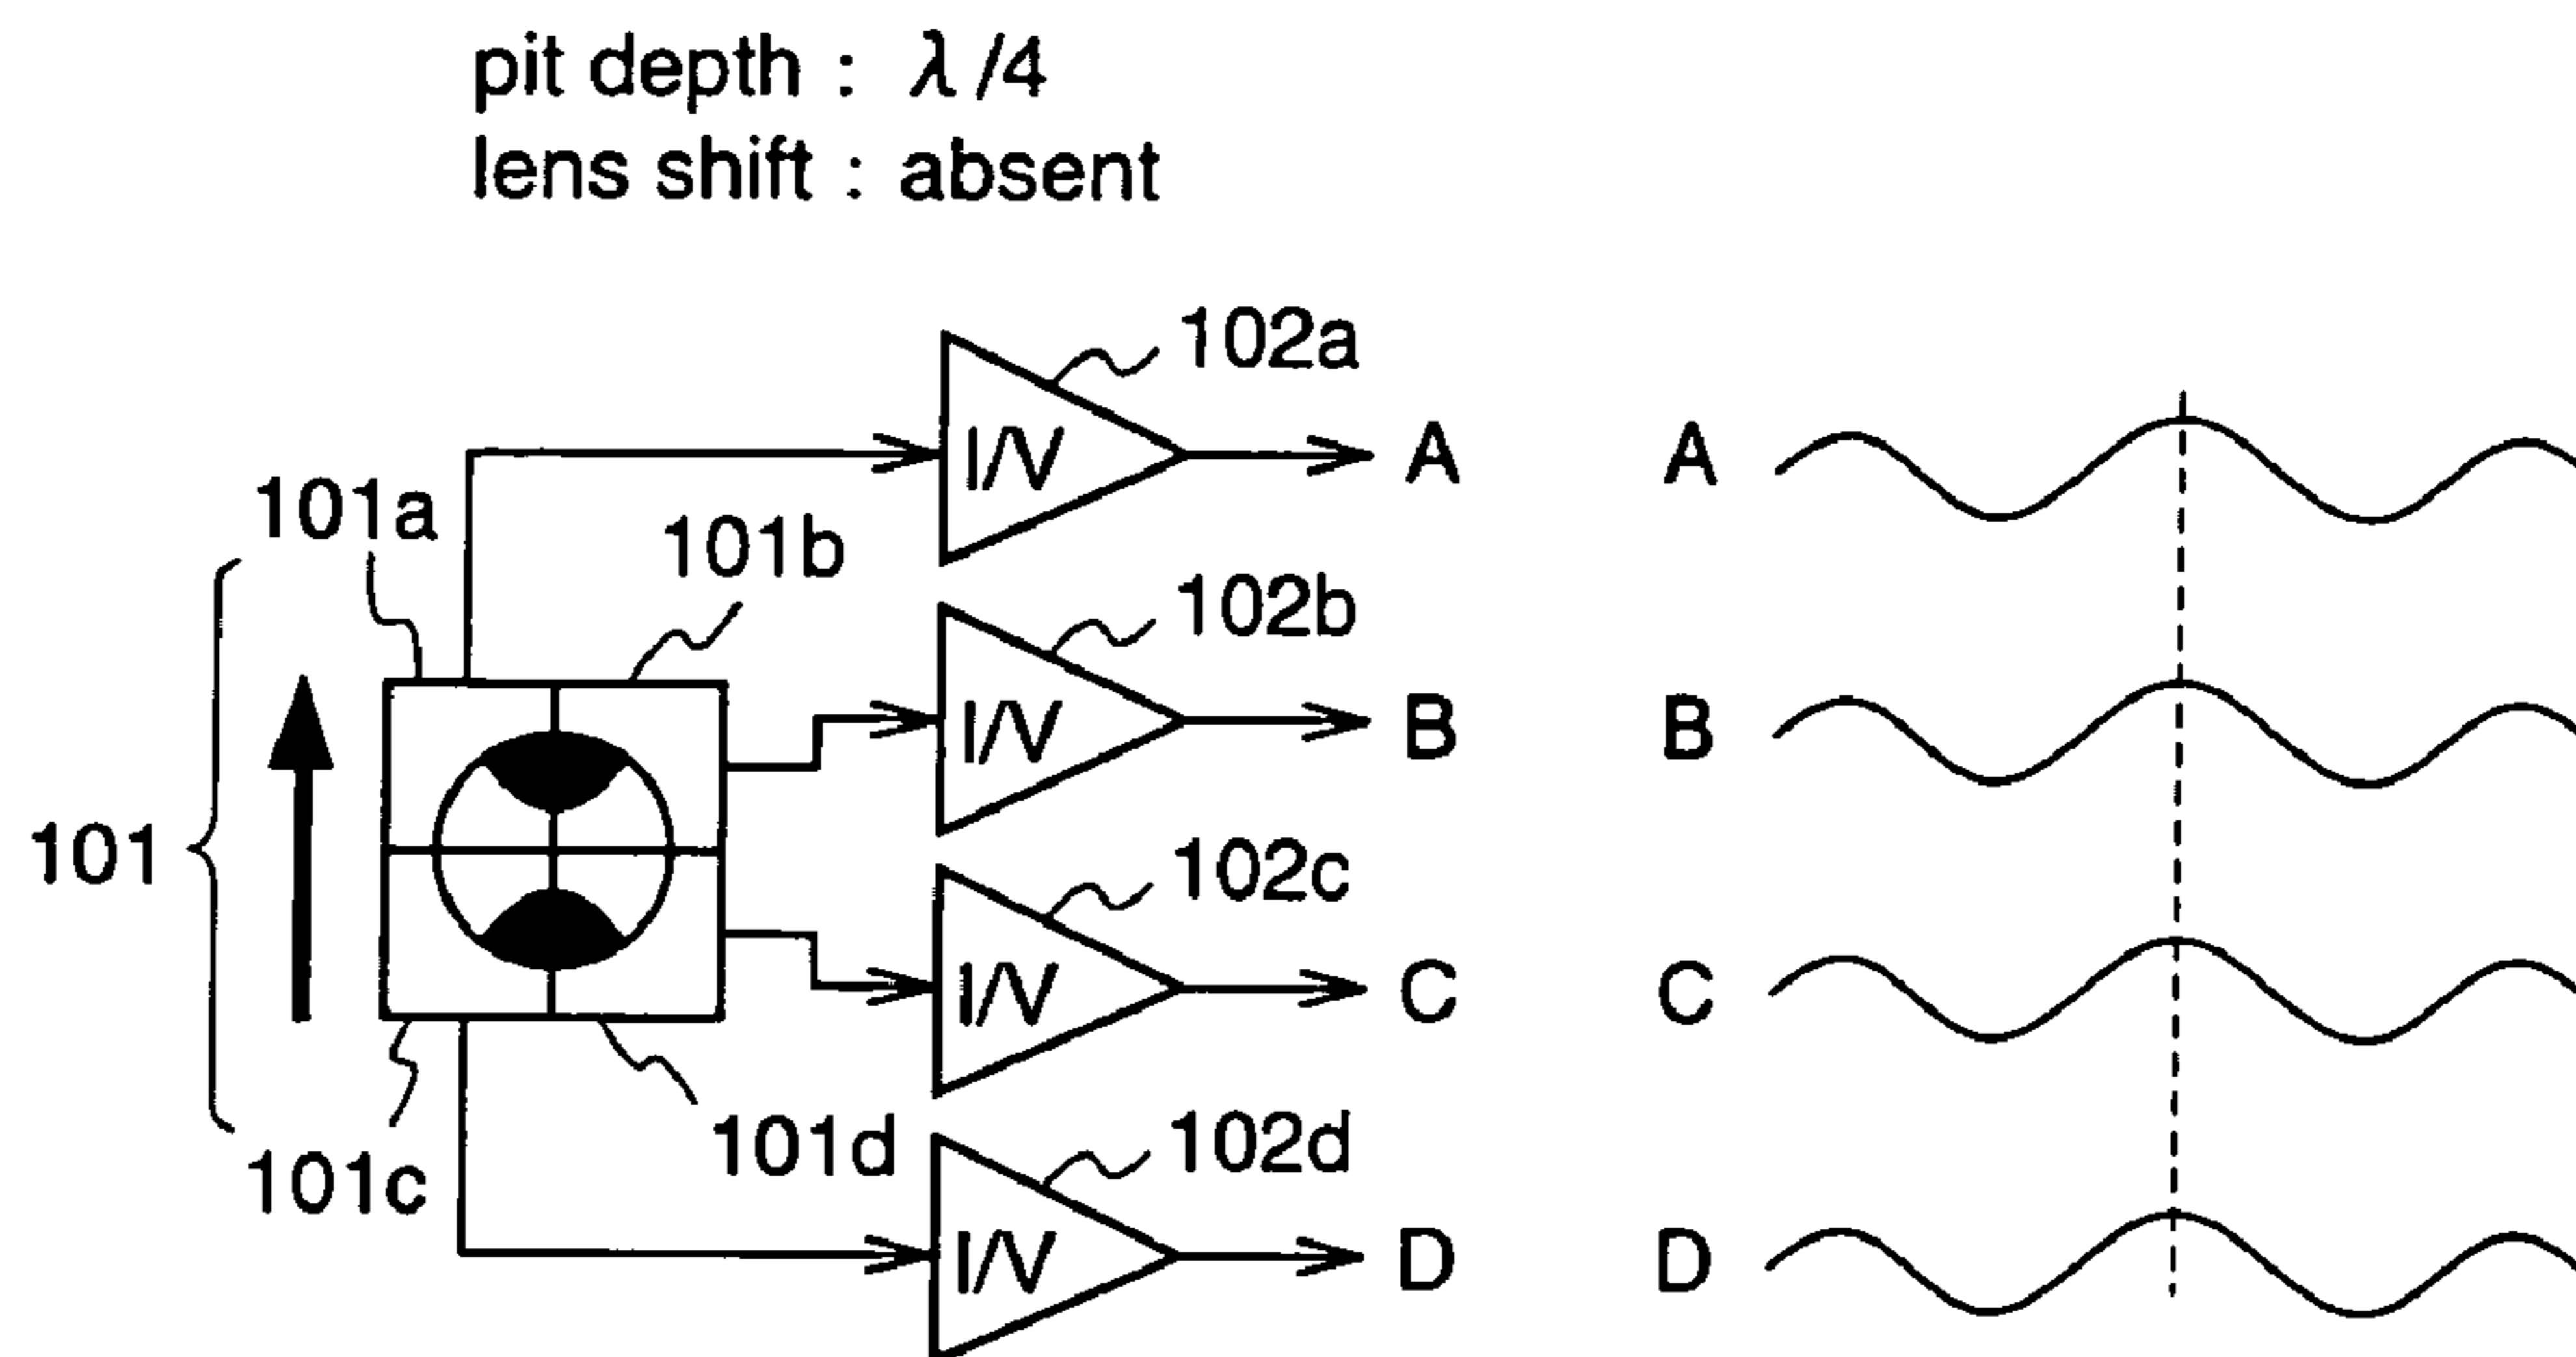 pit depth : λ/4
lens shift : absent
102a
I/V
A
A
101a
101b
102b
I/V
B
B
101
102c
I/V
C
C
101c
101d
102d
I/V
D
D